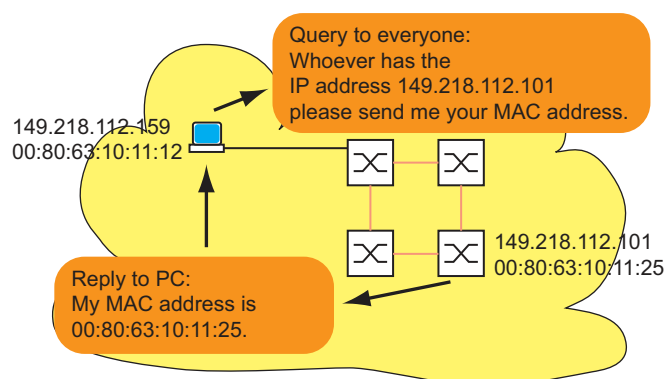 Query to everyone:
Whoever has the
IP address 149.218.112.101
please send me your MAC address.
149.218.112.159
00:80:63:10:11:12
149.218.112.101
00:80:63:10:11:25
Reply to PC:
My MAC address is
00:80:63:10:11:25.